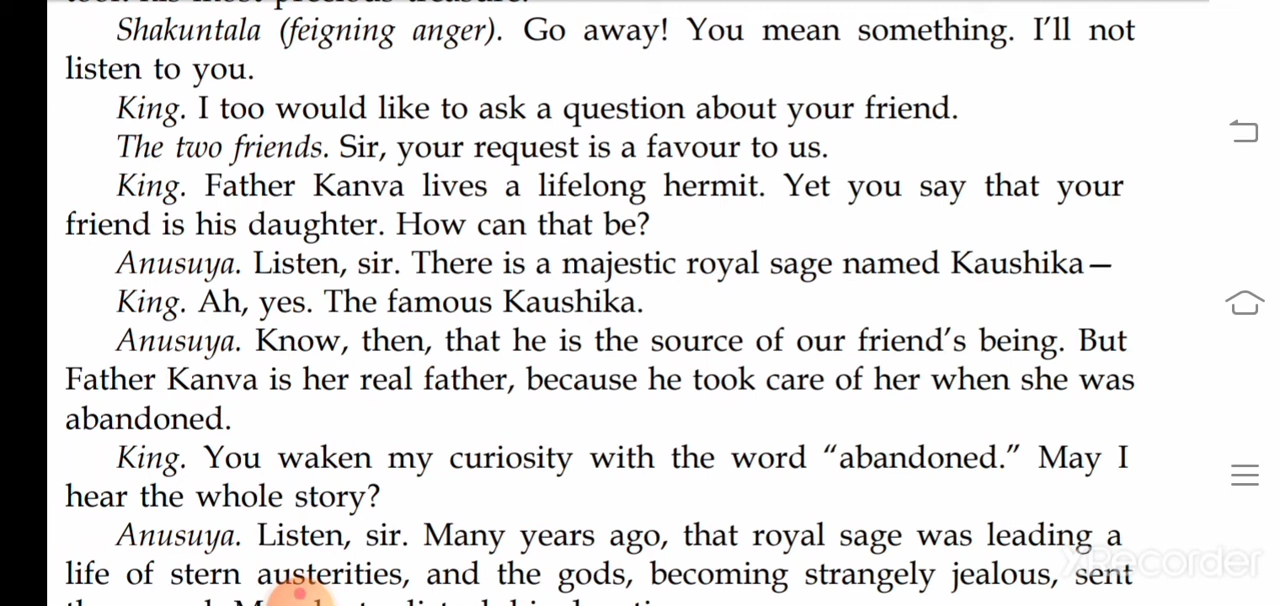 Shakuntala (feigning anger). Go away! You mean something. I'll not
listen to you.
King. I too would like to ask a question about your friend.
The two friends. Sir, your request is a favour to us.
King. Father Kanva lives a lifelong hermit. Yet you say that your
friend is his daughter. How can that be?
Anusuya. Listen, sir. There is a majestic royal sage named Kaushika—
King. Ah, yes. The famous Kaushika.
Anusuya. Know, then, that he is the source of our friend's being. But
Father Kanva is her real father, because he took care of her when she was
abandoned.
King. You waken my curiosity with the word “abandoned.” May I
hear the whole story?
Anusuya. Listen, sir. Many years ago, that royal sage was leading a
life of stern austerities, and the gods, becoming strangely jealous, sent
XRecorder